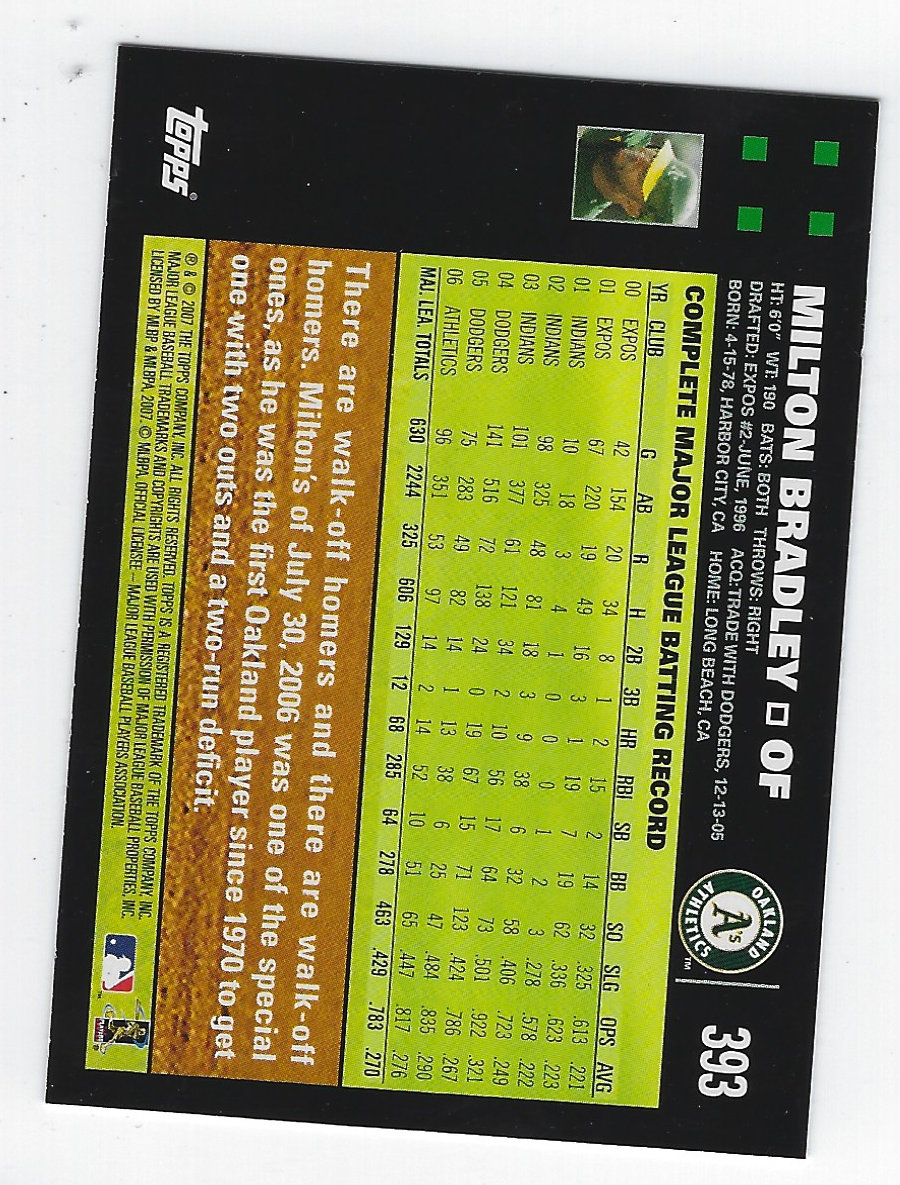 MILTON BRADLEY □ OF
HT: 6'0" WT: 190 BATS: BOTH THROWS: RIGHT
DRAFTED: EXPOS #2-JUNE, 1996 ACQ: TRADE WITH DODGERS, 12-13-05
BORN: 4-15-78, HARBOR CITY, CA HOME: LONG BEACH, CA
OAKLAND ATHLETICS A's ™
393
COMPLETE MAJOR LEAGUE BATTING RECORD
YR CLUB G AB R H 2B 3B HR RBI SB BB SO SLG OPS AVG
00 EXPOS 42 154 20 34 8 1 2 15 2 14 32 .325 .613 .221
01 EXPOS 67 220 19 49 16 3 1 19 7 19 62 .336 .623 .223
01 INDIANS 10 18 3 4 1 0 0 0 1 2 3 .278 .578 .222
02 INDIANS 98 325 48 81 18 3 9 38 6 32 58 .406 .723 .249
03 INDIANS 101 377 61 121 34 2 10 56 17 64 73 .501 .922 .321
04 DODGERS 141 516 72 138 24 0 19 67 15 71 123 .424 .786 .267
05 DODGERS 75 283 49 82 14 1 13 38 6 25 47 .484 .835 .290
06 ATHLETICS 96 351 53 97 14 2 14 52 10 51 65 .447 .817 .276
MAJ. LEA. TOTALS 630 2244 325 606 129 12 68 285 64 278 463 .429 .783 .270
There are walk-off homers and there are walk-off
homers. Milton's of July 30, 2006 was one of the special
ones, as he was the first Oakland player since 1970 to get
one with two outs and a two-run deficit.
topps®
® & © 2007 THE TOPPS COMPANY, INC. ALL RIGHTS RESERVED. TOPPS IS A REGISTERED TRADEMARK OF THE TOPPS COMPANY, INC.
MAJOR LEAGUE BASEBALL TRADEMARKS AND COPYRIGHTS ARE USED WITH PERMISSION OF MAJOR LEAGUE BASEBALL PROPERTIES, INC.
LICENSED BY MLBP & MLBPA, 2007. © MLBPA. OFFICIAL LICENSEE – MAJOR LEAGUE BASEBALL PLAYERS ASSOCIATION.